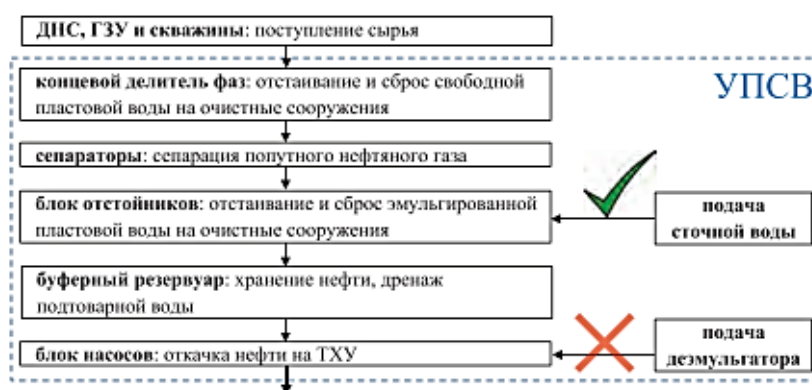 ДНС, ГЗУ и скважины: поступление сырья
УПСВ
концевой делитель фаз: отстаивание и сброс свободной
пластовой воды на очистные сооружения
сепараторы: сепарация попутного нефтяного газа
блок отстойников: отстаивание и сброс эмульгированной
пластовой воды на очистные сооружения
подача
сточной воды
буферный резервуар: хранение нефти, дренаж
подтоварной воды
блок насосов: откачка нефти на ТХУ
подача
деэмульгатора